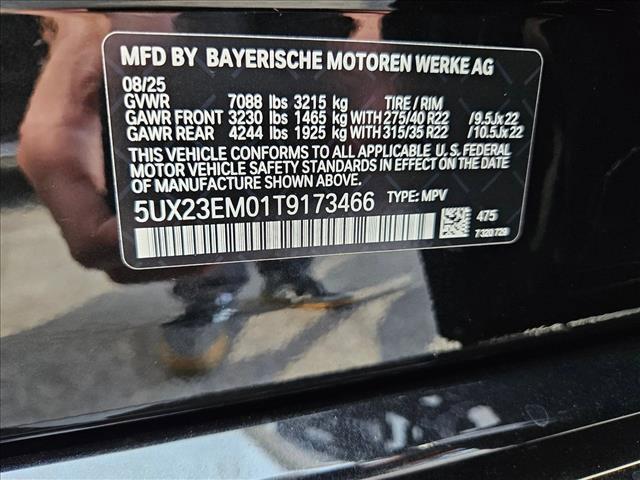 MFD BY BAYERISCHE MOTOREN WERKE AG
08/25
GVWR 7088 lbs 3215 kg TIRE / RIM
GAWR FRONT 3230 lbs 1465 kg WITH 275/40 R22 /9.5Jx22
GAWR REAR 4244 lbs 1925 kg WITH 315/35 R22 /10.5Jx22
THIS VEHICLE CONFORMS TO ALL APPLICABLE U.S. FEDERAL
MOTOR VEHICLE SAFETY STANDARDS IN EFFECT ON THE DATE
OF MANUFACTURE SHOWN ABOVE.
5UX23EM01T9173466 TYPE: MPV
475
7320728